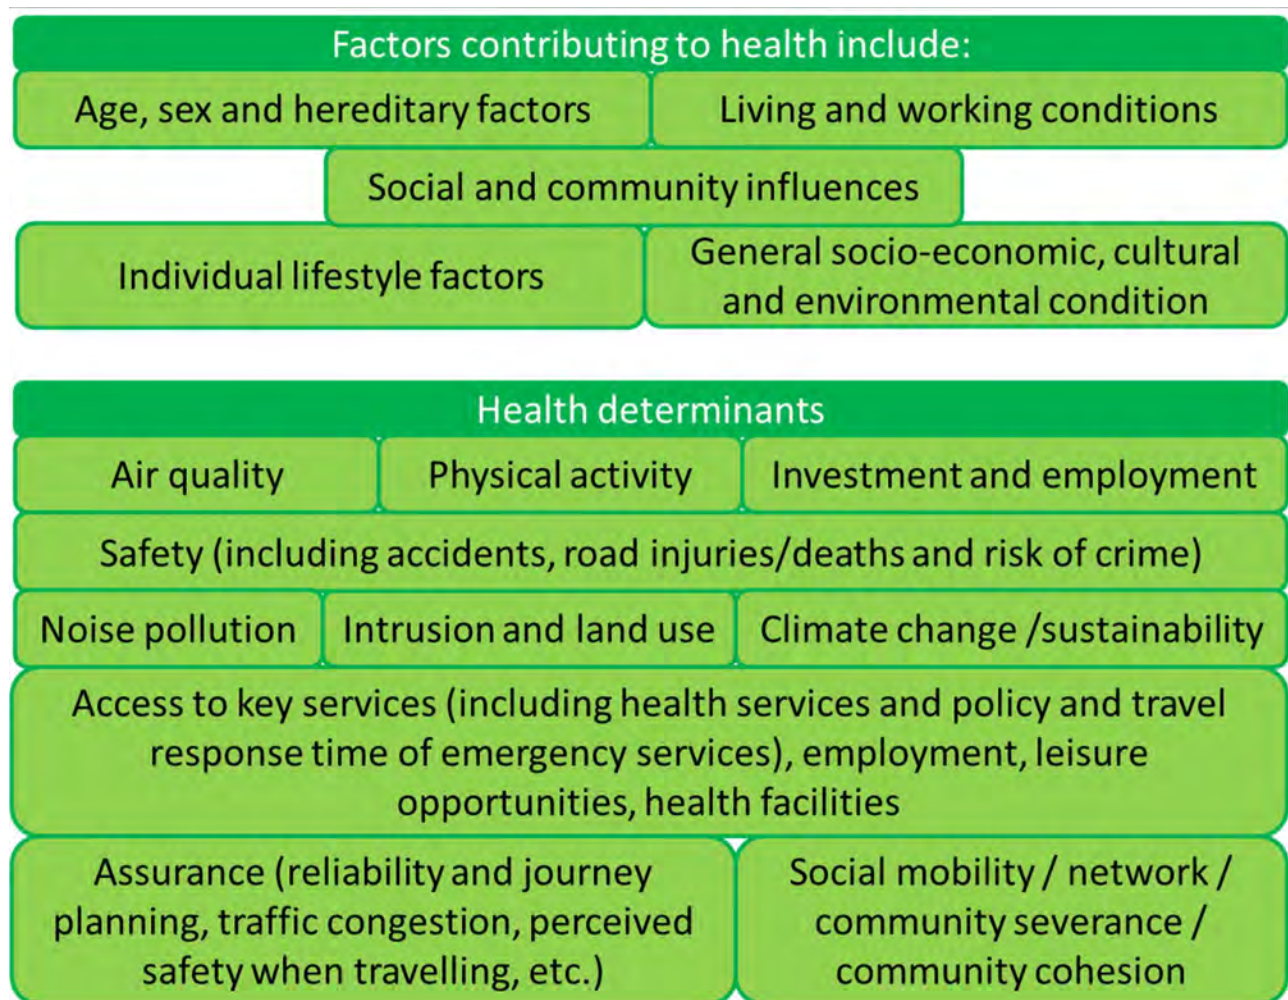 Factors contributing to health include:
Age, sex and hereditary factors
Living and working conditions
Social and community influences
Individual lifestyle factors
General socio-economic, cultural
and environmental condition
Health determinants
Air quality
Physical activity
Investment and employment
Safety (including accidents, road injuries/deaths and risk of crime)
Noise pollution
Intrusion and land use
Climate change /sustainability
Access to key services (including health services and policy and travel
response time of emergency services), employment, leisure
opportunities, health facilities
Assurance (reliability and journey
planning, traffic congestion, perceived
safety when travelling, etc.)
Social mobility / network /
community severance /
community cohesion